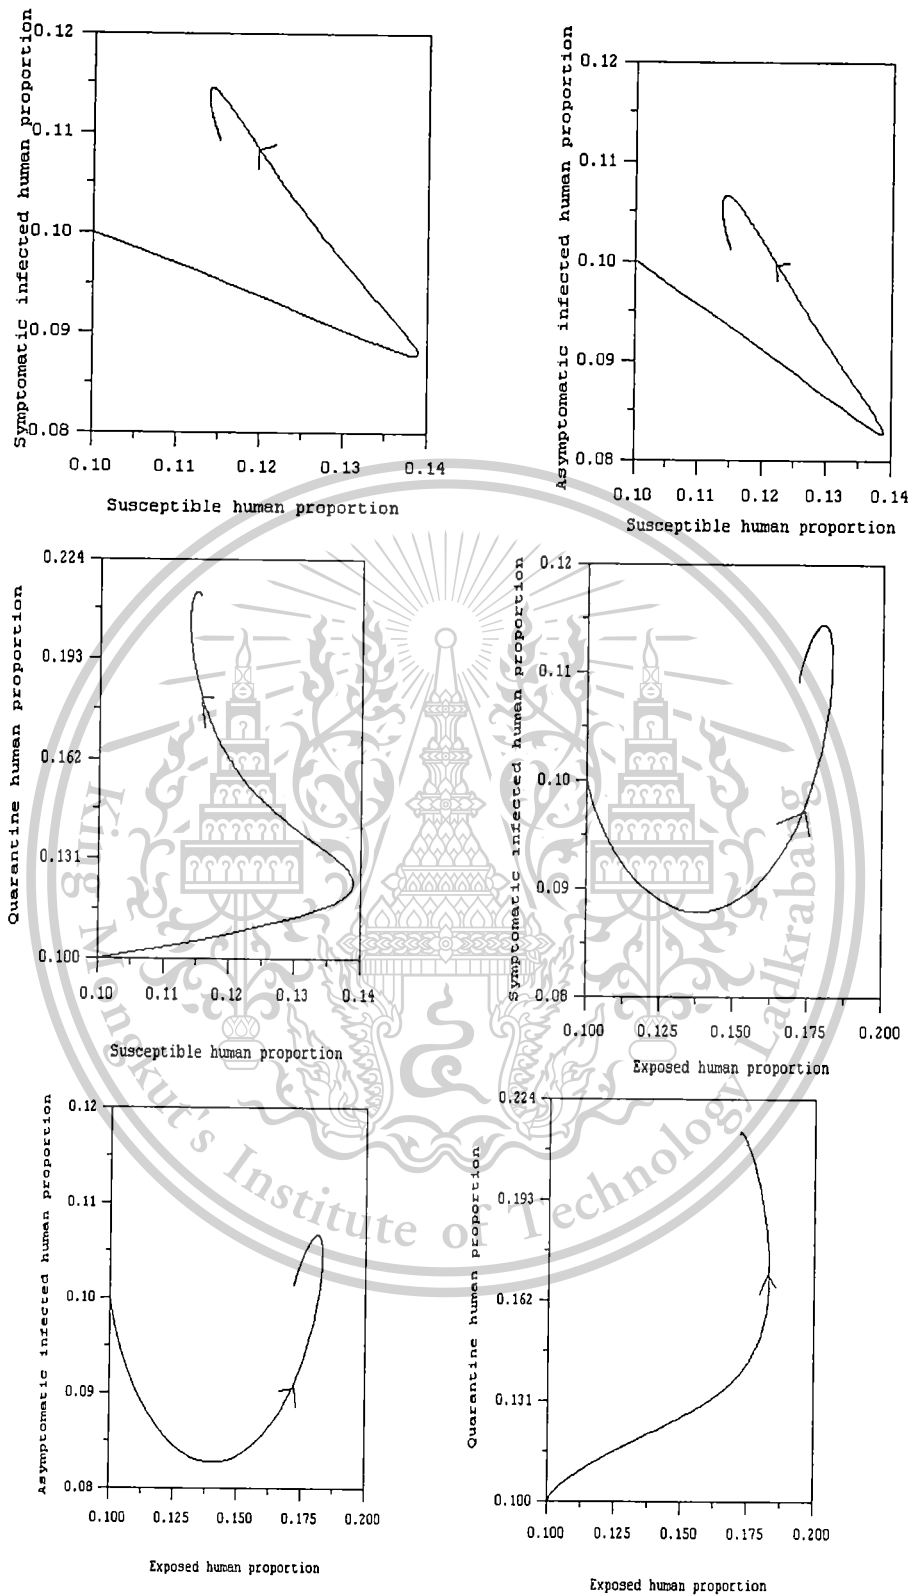 Symptomatic infected human proportion
0.12
0.11
0.10
0.09
0.08
0.10 0.11 0.12 0.13 0.14
Susceptible human proportion
Asymptomatic infected human proportion
0.12
0.11
0.10
0.09
0.08
0.10 0.11 0.12 0.13 0.14
Susceptible human proportion
Quarantine human proportion
0.224
0.193
0.162
0.131
0.100
0.10 0.11 0.12 0.13 0.14
Susceptible human proportion
Symptomatic infected human proportion
0.12
0.11
0.10
0.09
0.08
0.100 0.125 0.150 0.175 0.200
Exposed human proportion
Asymptomatic infected human proportion
0.12
0.11
0.10
0.09
0.08
0.100 0.125 0.150 0.175 0.200
Exposed human proportion
Quarantine human proportion
0.224
0.193
0.162
0.131
0.100
0.100 0.125 0.150 0.175 0.200
Exposed human proportion
King Mongkut's Institute of Technology Ladkrabang